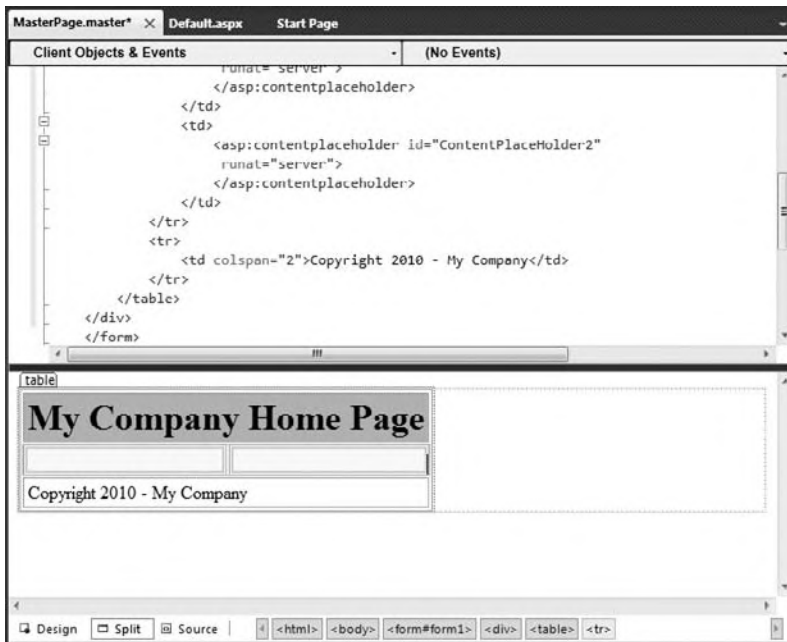 MasterPage.master* × Default.aspx Start Page
Client Objects & Events (No Events)
runat="server">
</asp:contentplaceholder>
</td>
<td>
<asp:contentplaceholder id="ContentPlaceHolder2"
runat="server">
</asp:contentplaceholder>
</td>
</tr>
<tr>
<td colspan="2">Copyright 2010 - My Company</td>
</tr>
</table>
</div>
</form>
table
My Company Home Page
Copyright 2010 - My Company
Design Split Source <html> <body> <form#form1> <div> <table> <tr>